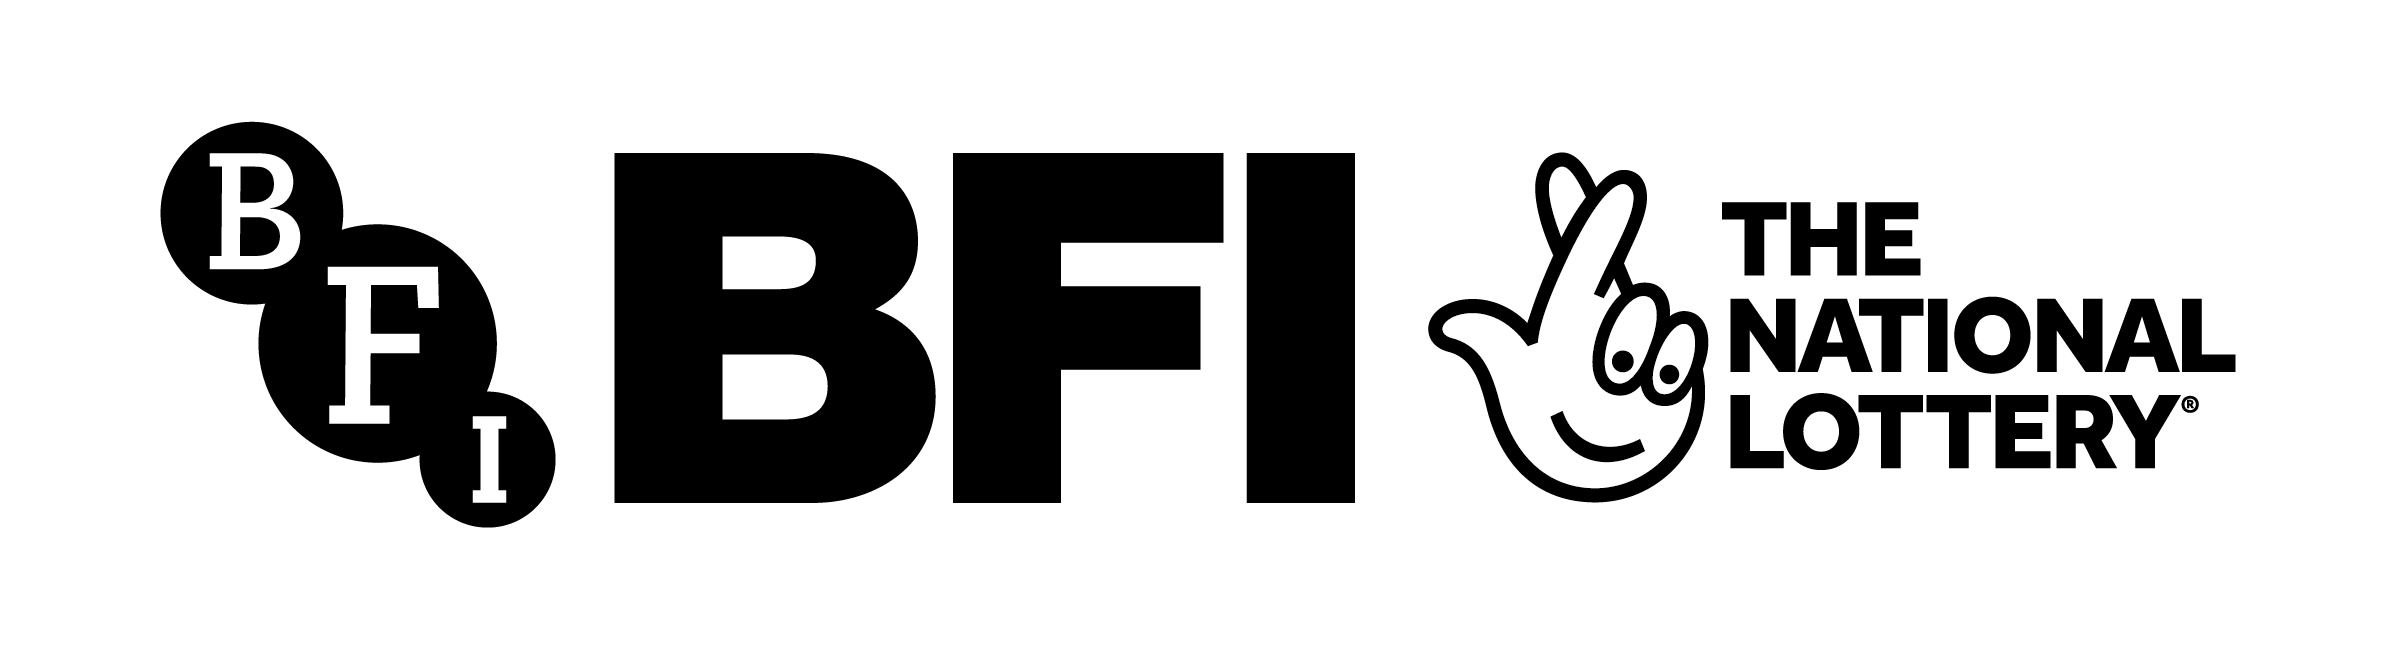 B
F
I
BFI
THE
NATIONAL
LOTTERY®